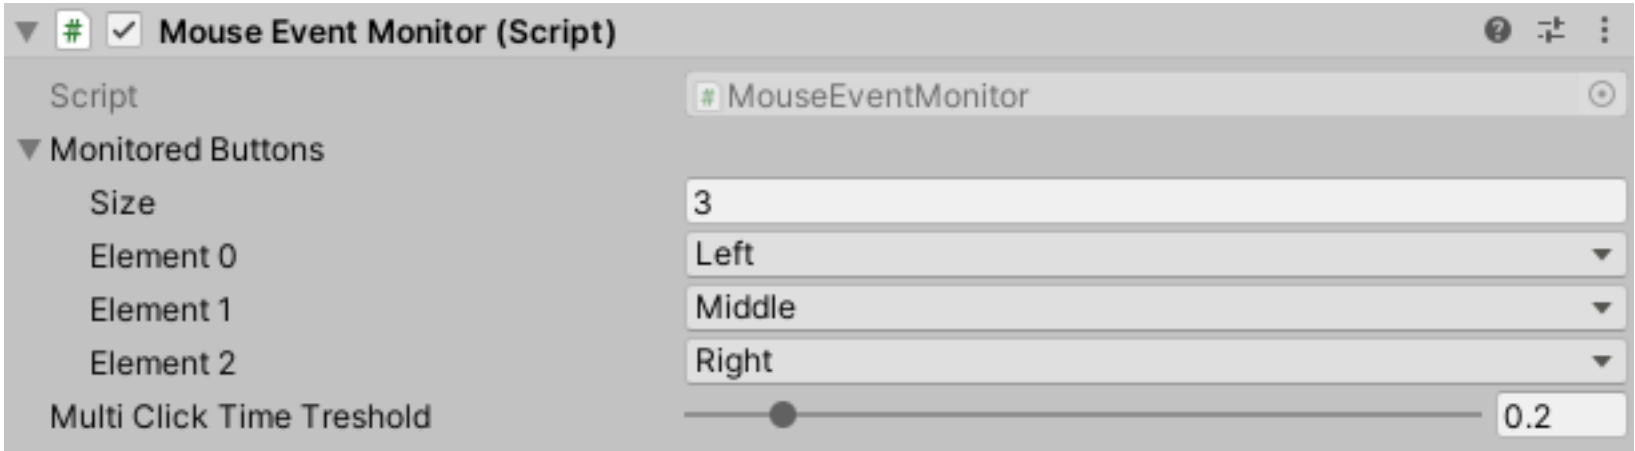 # Mouse Event Monitor (Script) ?
Script # MouseEventMonitor
Monitored Buttons
Size 3
Element 0 Left
Element 1 Middle
Element 2 Right
Multi Click Time Treshold 0.2